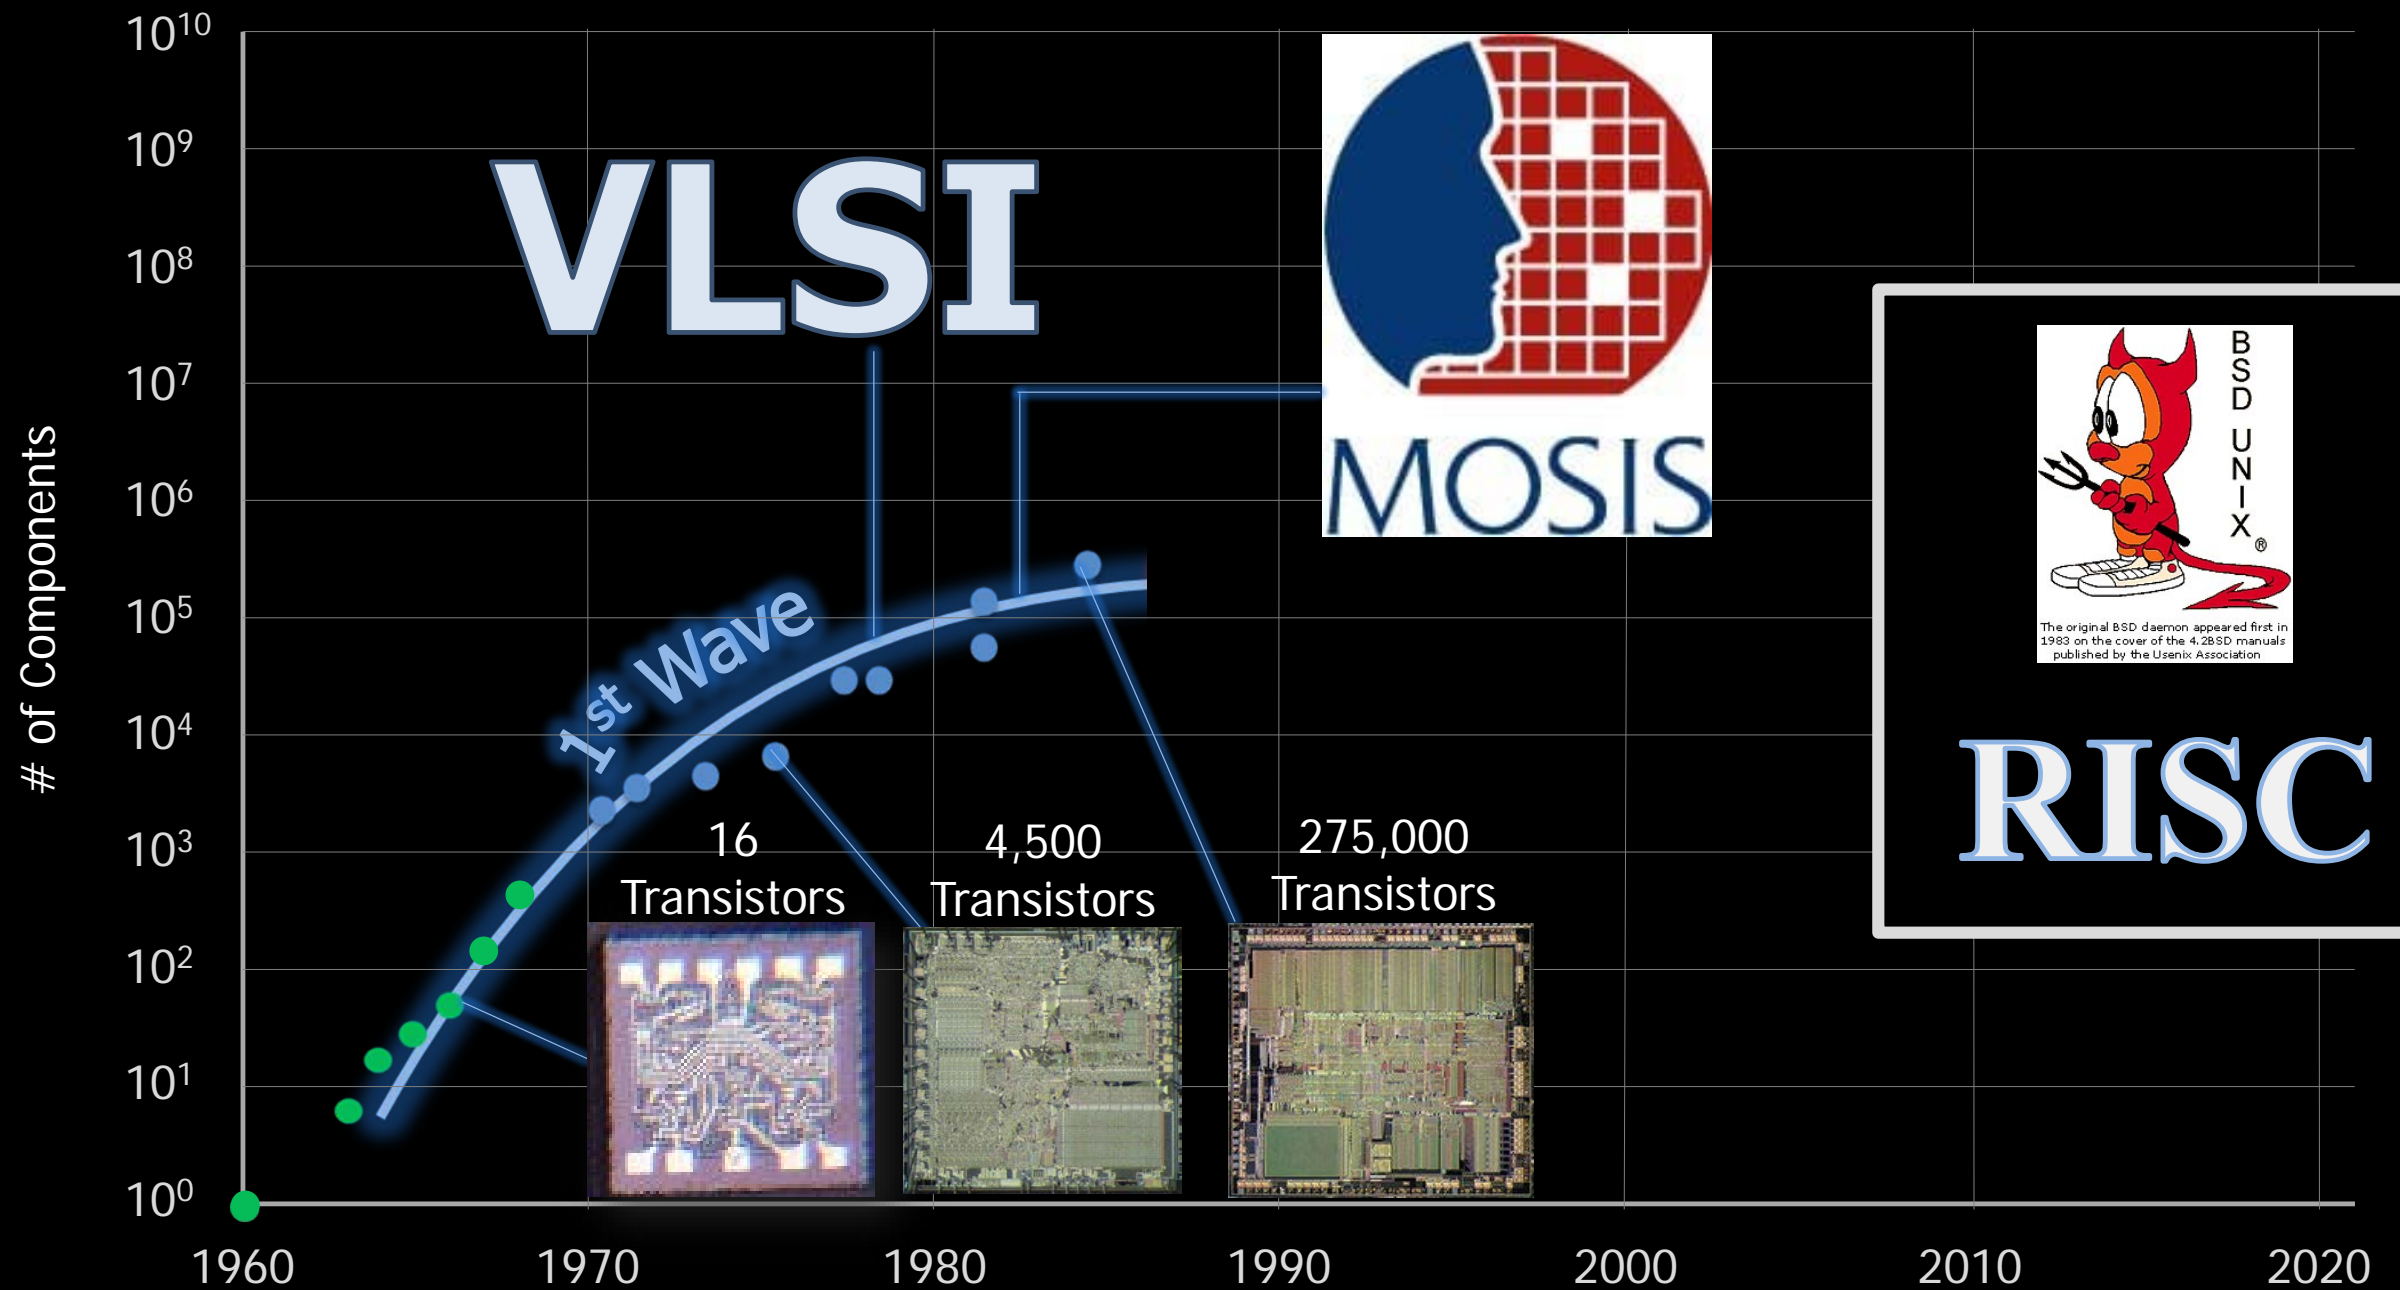 10¹⁰
10⁹
10⁸
10⁷
10⁶
10⁵
10⁴
10³
10²
10¹
10⁰
# of Components
1960
1970
1980
1990
2000
2010
2020
VLSI
1st Wave
16
Transistors
4,500
Transistors
275,000
Transistors
MOSIS
BSD UNIX
®
The original BSD daemon appeared first in
1983 on the cover of the 4.2BSD manuals
published by the Usenix Association
RISC